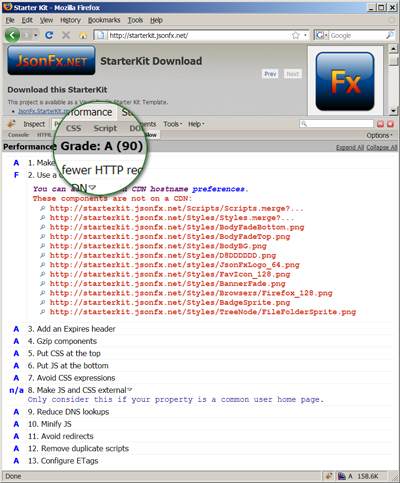 Starter Kit - Mozilla Firefox
File Edit View History Bookmarks Tools Help
http://starterkit.jsonfx.net/
Google
JsonFx.NET
StarterKit Download
Prev Next
Fx
Download this StarterKit
This project is available as a Starter Kit Template.
JsonFx.StarterKit
Inspect formance St Components Tools Help
Console HTML CSS Script DO Options
Performance Grade: A (90) Expand All Collapse All
A 1. Make fewer HTTP rec
F 2. Use a CDN
You can CDN hostname preferences.
These components are not on a CDN:
http://starterkit.jsonfx.net/Scripts/Scripts.merge?...
http://starterkit.jsonfx.net/Styles/Styles.merge?...
http://starterkit.jsonfx.net/Styles/BodyFadeBottom.png
http://starterkit.jsonfx.net/Styles/BodyFadeTop.png
http://starterkit.jsonfx.net/Styles/BodyBG.png
http://starterkit.jsonfx.net/Styles/D8DDDDDD.png
http://starterkit.jsonfx.net/Styles/JsonFxLogo_64.png
http://starterkit.jsonfx.net/Styles/FavIcon_128.png
http://starterkit.jsonfx.net/Styles/BannerFade.png
http://starterkit.jsonfx.net/Styles/Browsers/Firefox_128.png
http://starterkit.jsonfx.net/Styles/BadgeSprite.png
http://starterkit.jsonfx.net/Styles/TreeNode/FileFolderSprite.png
A 3. Add an Expires header
A 4. Gzip components
A 5. Put CSS at the top
A 6. Put JS at the bottom
A 7. Avoid CSS expressions
n/a 8. Make JS and CSS external
Only consider this if your property is a common user home page.
A 9. Reduce DNS lookups
A 10. Minify JS
A 11. Avoid redirects
A 12. Remove duplicate scripts
A 13. Configure ETags
Done A 158.6K